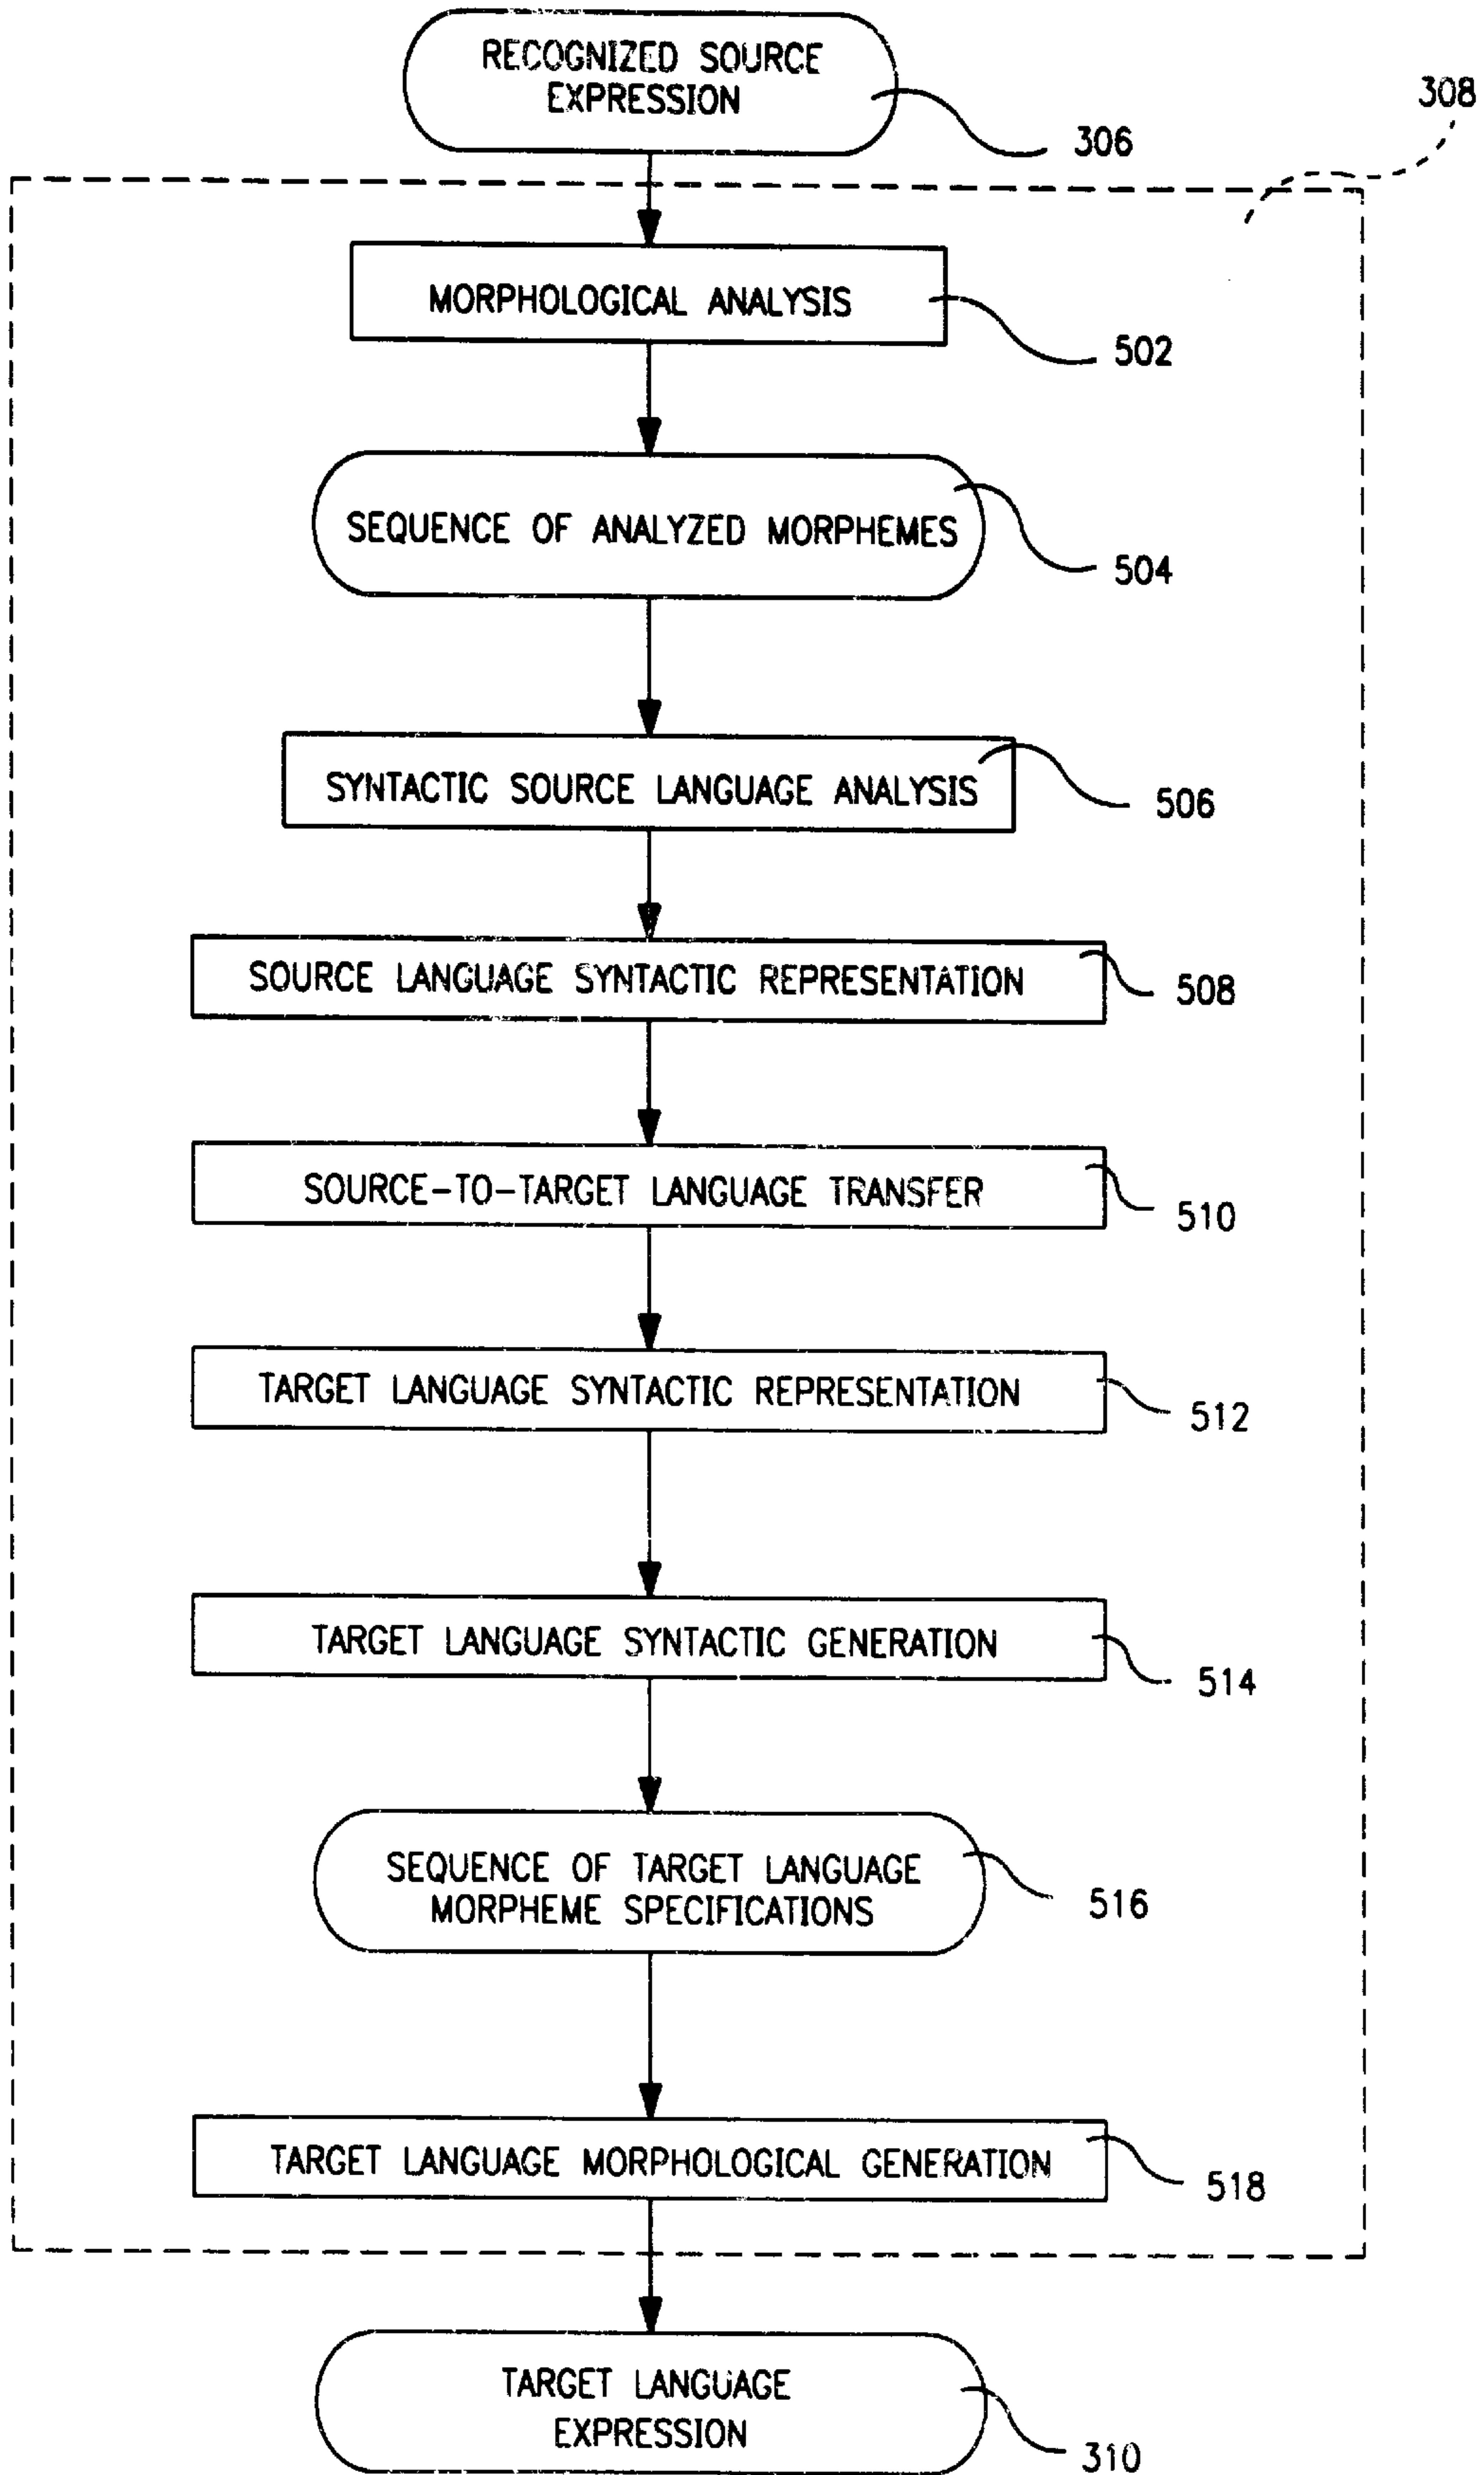 RECOGNIZED SOURCE
EXPRESSION
306
308
MORPHOLOGICAL ANALYSIS
502
SEQUENCE OF ANALYZED MORPHEMES
504
SYNTACTIC SOURCE LANGUAGE ANALYSIS
506
SOURCE LANGUAGE SYNTACTIC REPRESENTATION
508
SOURCE-TO-TARGET LANGUAGE TRANSFER
510
TARGET LANGUAGE SYNTACTIC REPRESENTATION
512
TARGET LANGUAGE SYNTACTIC GENERATION
514
SEQUENCE OF TARGET LANGUAGE
MORPHEME SPECIFICATIONS
516
TARGET LANGUAGE MORPHOLOGICAL GENERATION
518
TARGET LANGUAGE
EXPRESSION
310